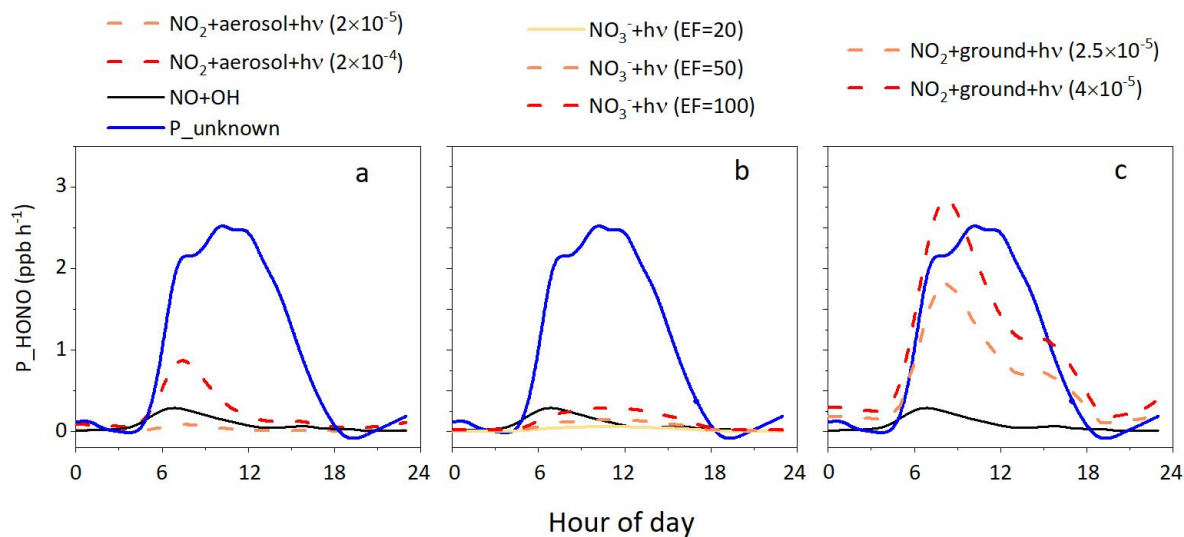 NO₂+aerosol+hν (2×10⁻⁵)
NO₂+aerosol+hν (2×10⁻⁴)
NO+OH
P_unknown
NO₃⁻+hν (EF=20)
NO₃⁻+hν (EF=50)
NO₃⁻+hν (EF=100)
NO₂+ground+hν (2.5×10⁻⁵)
NO₂+ground+hν (4×10⁻⁵)
P_HONO (ppb h⁻¹)
3
2
1
0
a
b
c
0 6 12 18 24
0 6 12 18 24
0 6 12 18 24
Hour of day